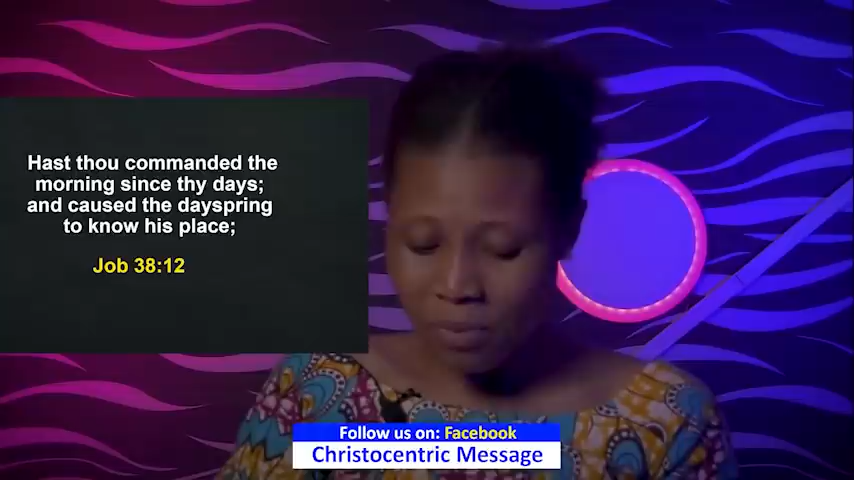 Hast thou commanded the
morning since thy days;
and caused the dayspring
to know his place;
Job 38:12
Follow us on: Facebook
Christocentric Message